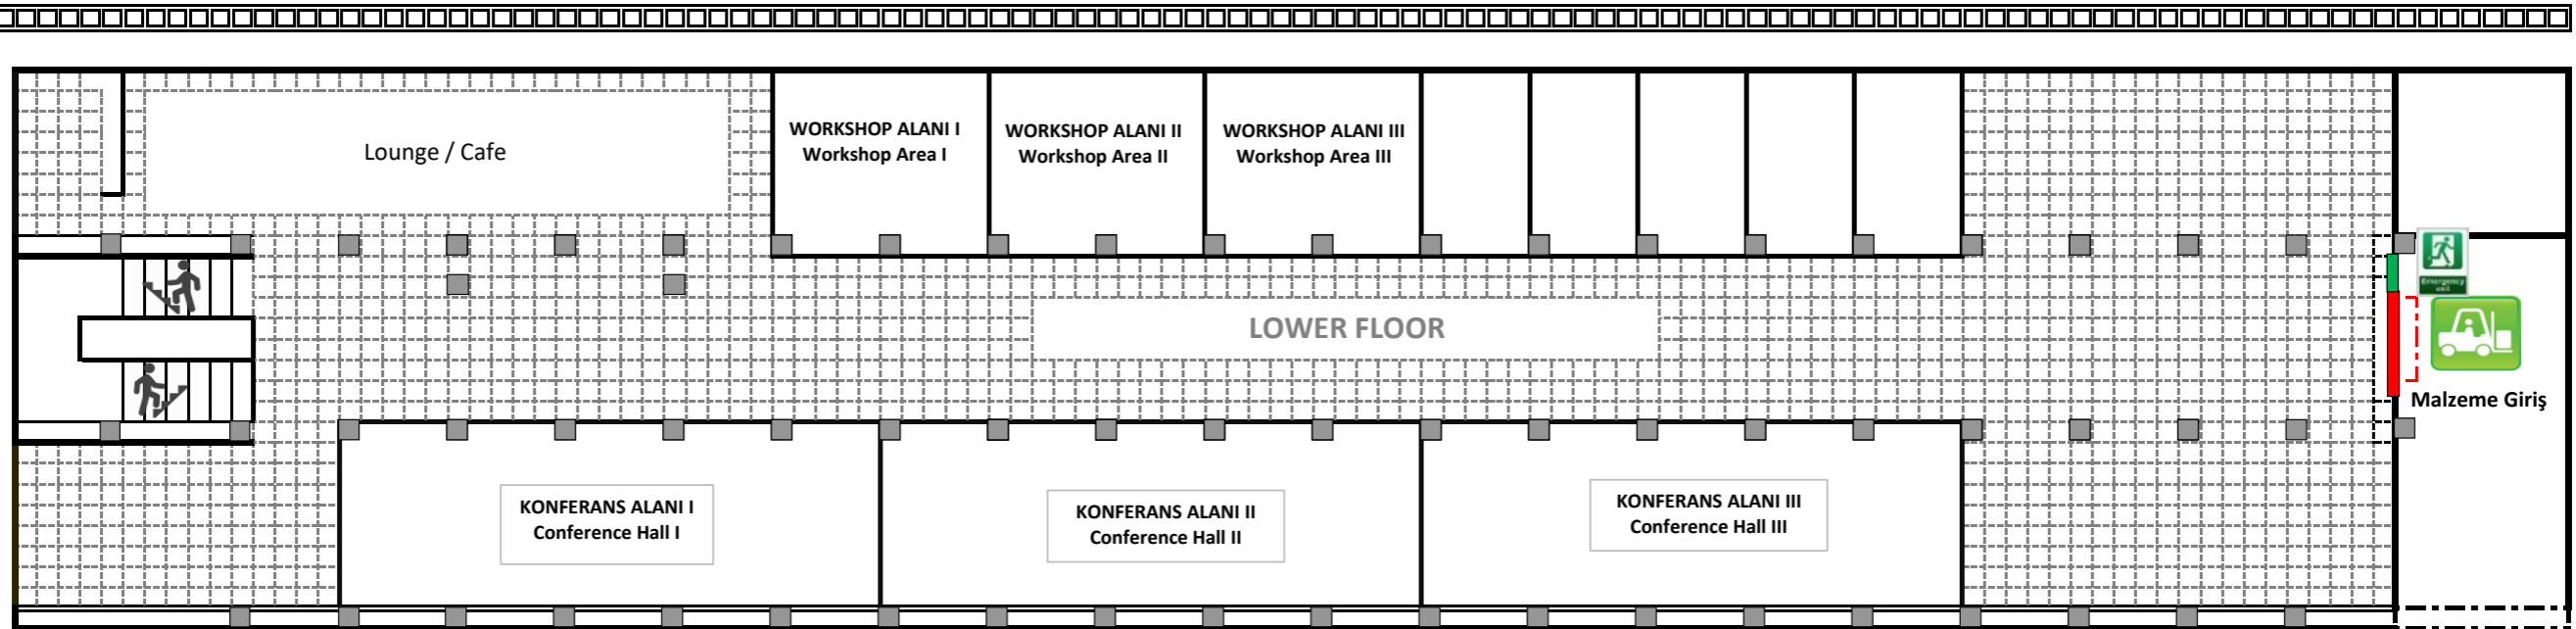 Lounge / Cafe
WORKSHOP ALANI I
Workshop Area I
WORKSHOP ALANI II
Workshop Area II
WORKSHOP ALANI III
Workshop Area III
Emergency
exit
LOWER FLOOR
Malzeme Giriş
KONFERANS ALANI I
Conference Hall I
KONFERANS ALANI II
Conference Hall II
KONFERANS ALANI III
Conference Hall III